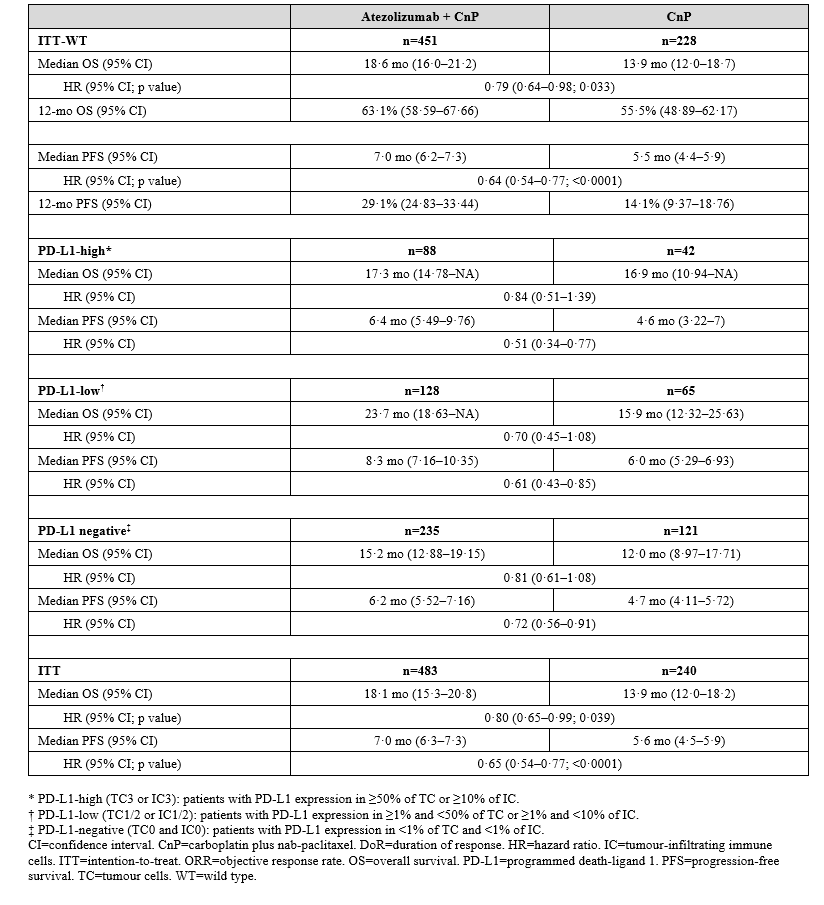 Atezolizumab + CnP CnP
ITT-WT n=451 n=228
Median OS (95% CI) 18·6 mo (16·0–21·2) 13·9 mo (12·0–18·7)
HR (95% CI; p value) 0·79 (0·64–0·98; 0·033)
12-mo OS (95% CI) 63·1% (58·59–67·66) 55·5% (48·89–62·17)
Median PFS (95% CI) 7·0 mo (6·2–7·3) 5·5 mo (4·4–5·9)
HR (95% CI; p value) 0·64 (0·54–0·77; <0·0001)
12-mo PFS (95% CI) 29·1% (24·83–33·44) 14·1% (9·37–18·76)
PD-L1-high* n=88 n=42
Median OS (95% CI) 17·3 mo (14·78–NA) 16·9 mo (10·94–NA)
HR (95% CI) 0·84 (0·51–1·39)
Median PFS (95% CI) 6·4 mo (5·49–9·76) 4·6 mo (3·22–7)
HR (95% CI) 0·51 (0·34–0·77)
PD-L1-low† n=128 n=65
Median OS (95% CI) 23·7 mo (18·63–NA) 15·9 mo (12·32–25·63)
HR (95% CI) 0·70 (0·45–1·08)
Median PFS (95% CI) 8·3 mo (7·16–10·35) 6·0 mo (5·29–6·93)
HR (95% CI) 0·61 (0·43–0·85)
PD-L1 negative‡ n=235 n=121
Median OS (95% CI) 15·2 mo (12·88–19·15) 12·0 mo (8·97–17·71)
HR (95% CI) 0·81 (0·61–1·08)
Median PFS (95% CI) 6·2 mo (5·52–7·16) 4·7 mo (4·11–5·72)
HR (95% CI) 0·72 (0·56–0·91)
ITT n=483 n=240
Median OS (95% CI) 18·1 mo (15·3–20·8) 13·9 mo (12·0–18·2)
HR (95% CI; p value) 0·80 (0·65–0·99; 0·039)
Median PFS (95% CI) 7·0 mo (6·3–7·3) 5·6 mo (4·5–5·9)
HR (95% CI; p value) 0·65 (0·54–0·77; <0·0001)
* PD-L1-high (TC3 or IC3): patients with PD-L1 expression in ≥50% of TC or ≥10% of IC.
† PD-L1-low (TC1/2 or IC1/2): patients with PD-L1 expression in ≥1% and <50% of TC or ≥1% and <10% of IC.
‡ PD-L1-negative (TC0 and IC0): patients with PD-L1 expression in <1% of TC and <1% of IC.
CI=confidence interval. CnP=carboplatin plus nab-paclitaxel. DoR=duration of response. HR=hazard ratio. IC=tumour-infiltrating immune
cells. ITT=intention-to-treat. ORR=objective response rate. OS=overall survival. PD-L1=programmed death-ligand 1. PFS=progression-free
survival. TC=tumour cells. WT=wild type.